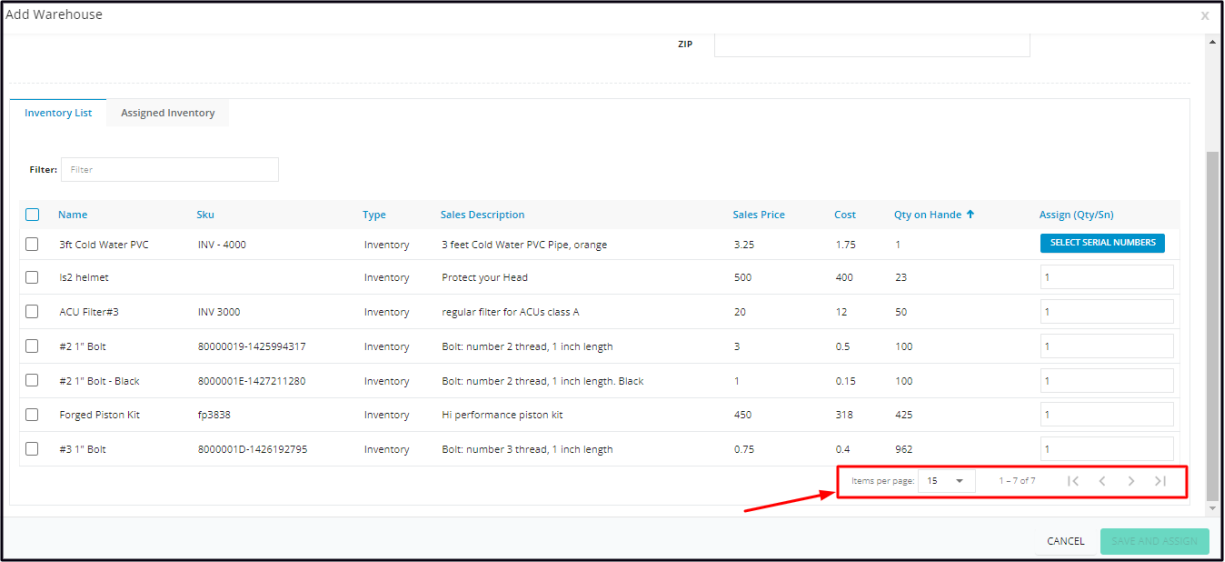 Add Warehouse x
ZIP
Inventory List Assigned Inventory
Filter: Filter
Name Sku Type Sales Description Sales Price Cost Qty on Hande Assign (Qty/Sn)
3ft Cold Water PVC INV - 4000 Inventory 3 feet Cold Water PVC Pipe, orange 3.25 1.75 1 SELECT SERIAL NUMBERS
ls2 helmet Inventory Protect your Head 500 400 23 1
ACU Filter#3 INV 3000 Inventory regular filter for ACUs class A 20 12 50 1
#2 1" Bolt 80000019-1425994317 Inventory Bolt: number 2 thread, 1 inch length 3 0.5 100 1
#2 1" Bolt - Black 8000001E-1427211280 Inventory Bolt: number 2 thread, 1 inch length. Black 1 0.15 100 1
Forged Piston Kit fp3838 Inventory Hi performance piston kit 450 318 425 1
#3 1" Bolt 8000001D-1426192795 Inventory Bolt: number 3 thread, 1 inch length 0.75 0.4 962 1
Items per page: 15 1 – 7 of 7
CANCEL SAVE AND ASSIGN